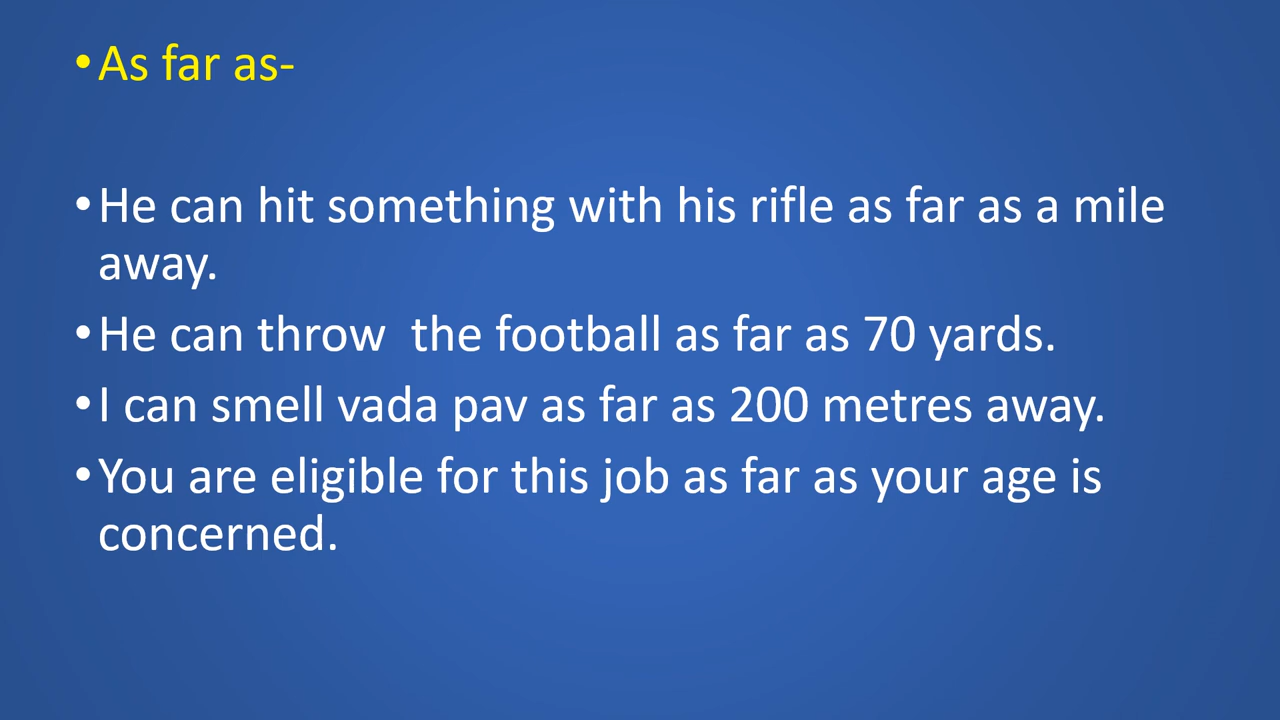 •As far as-
•He can hit something with his rifle as far as a mile
away.
•He can throw  the football as far as 70 yards.
•I can smell vada pav as far as 200 metres away.
•You are eligible for this job as far as your age is
concerned.